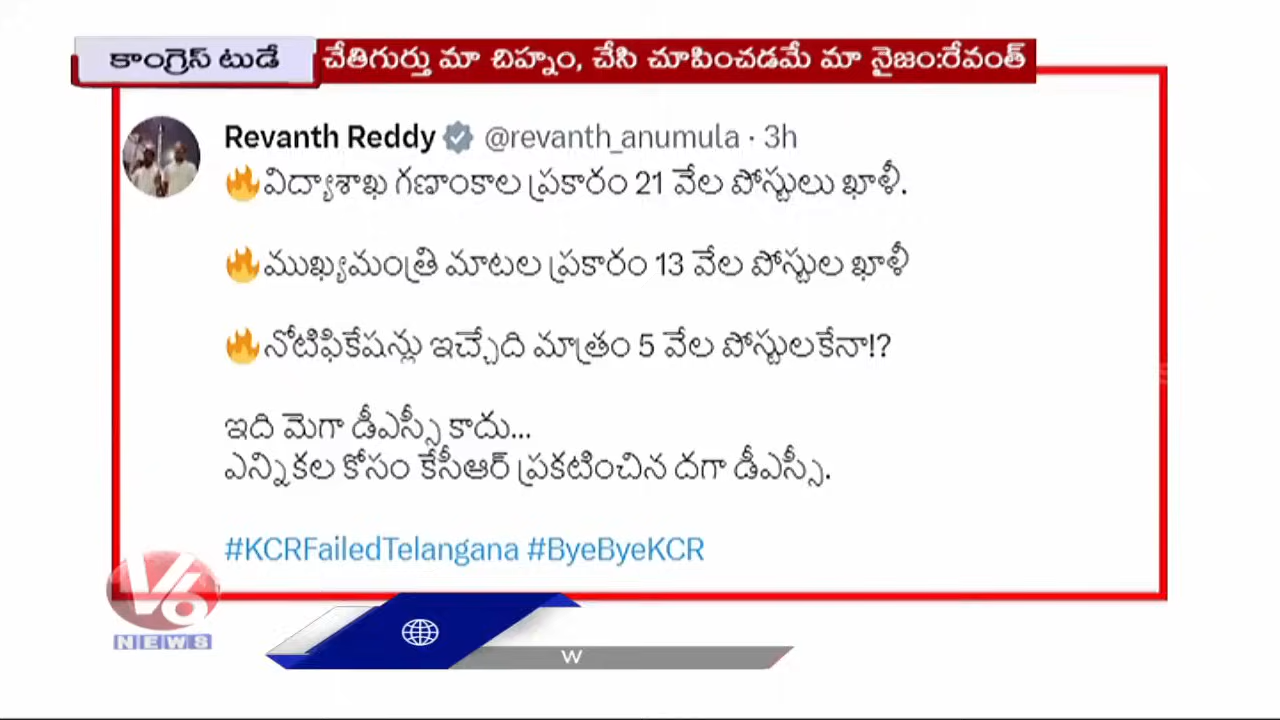 కాంగ్రెస్ టుడే
చేతిగుర్తు మా చిహ్నం, చేసి చూపించడమే మా నైజం:రేవంత్
Revanth Reddy @revanth_anumula · 3h
🔥విద్యాశాఖ గణాంకాల ప్రకారం 21 వేల పోస్టులు ఖాళీ.
🔥ముఖ్యమంత్రి మాటల ప్రకారం 13 వేల పోస్టుల ఖాళీ
🔥నోటిఫికేషన్లు ఇచ్చేది మాత్రం 5 వేల పోస్టులకేనా!?
ఇది మెగా డీఎస్సీ కాదు...
ఎన్నికల కోసం కేసీఆర్ ప్రకటించిన దగా డీఎస్సీ.
#KCRFailedTelangana #ByeByeKCR
V6
NEWS
W